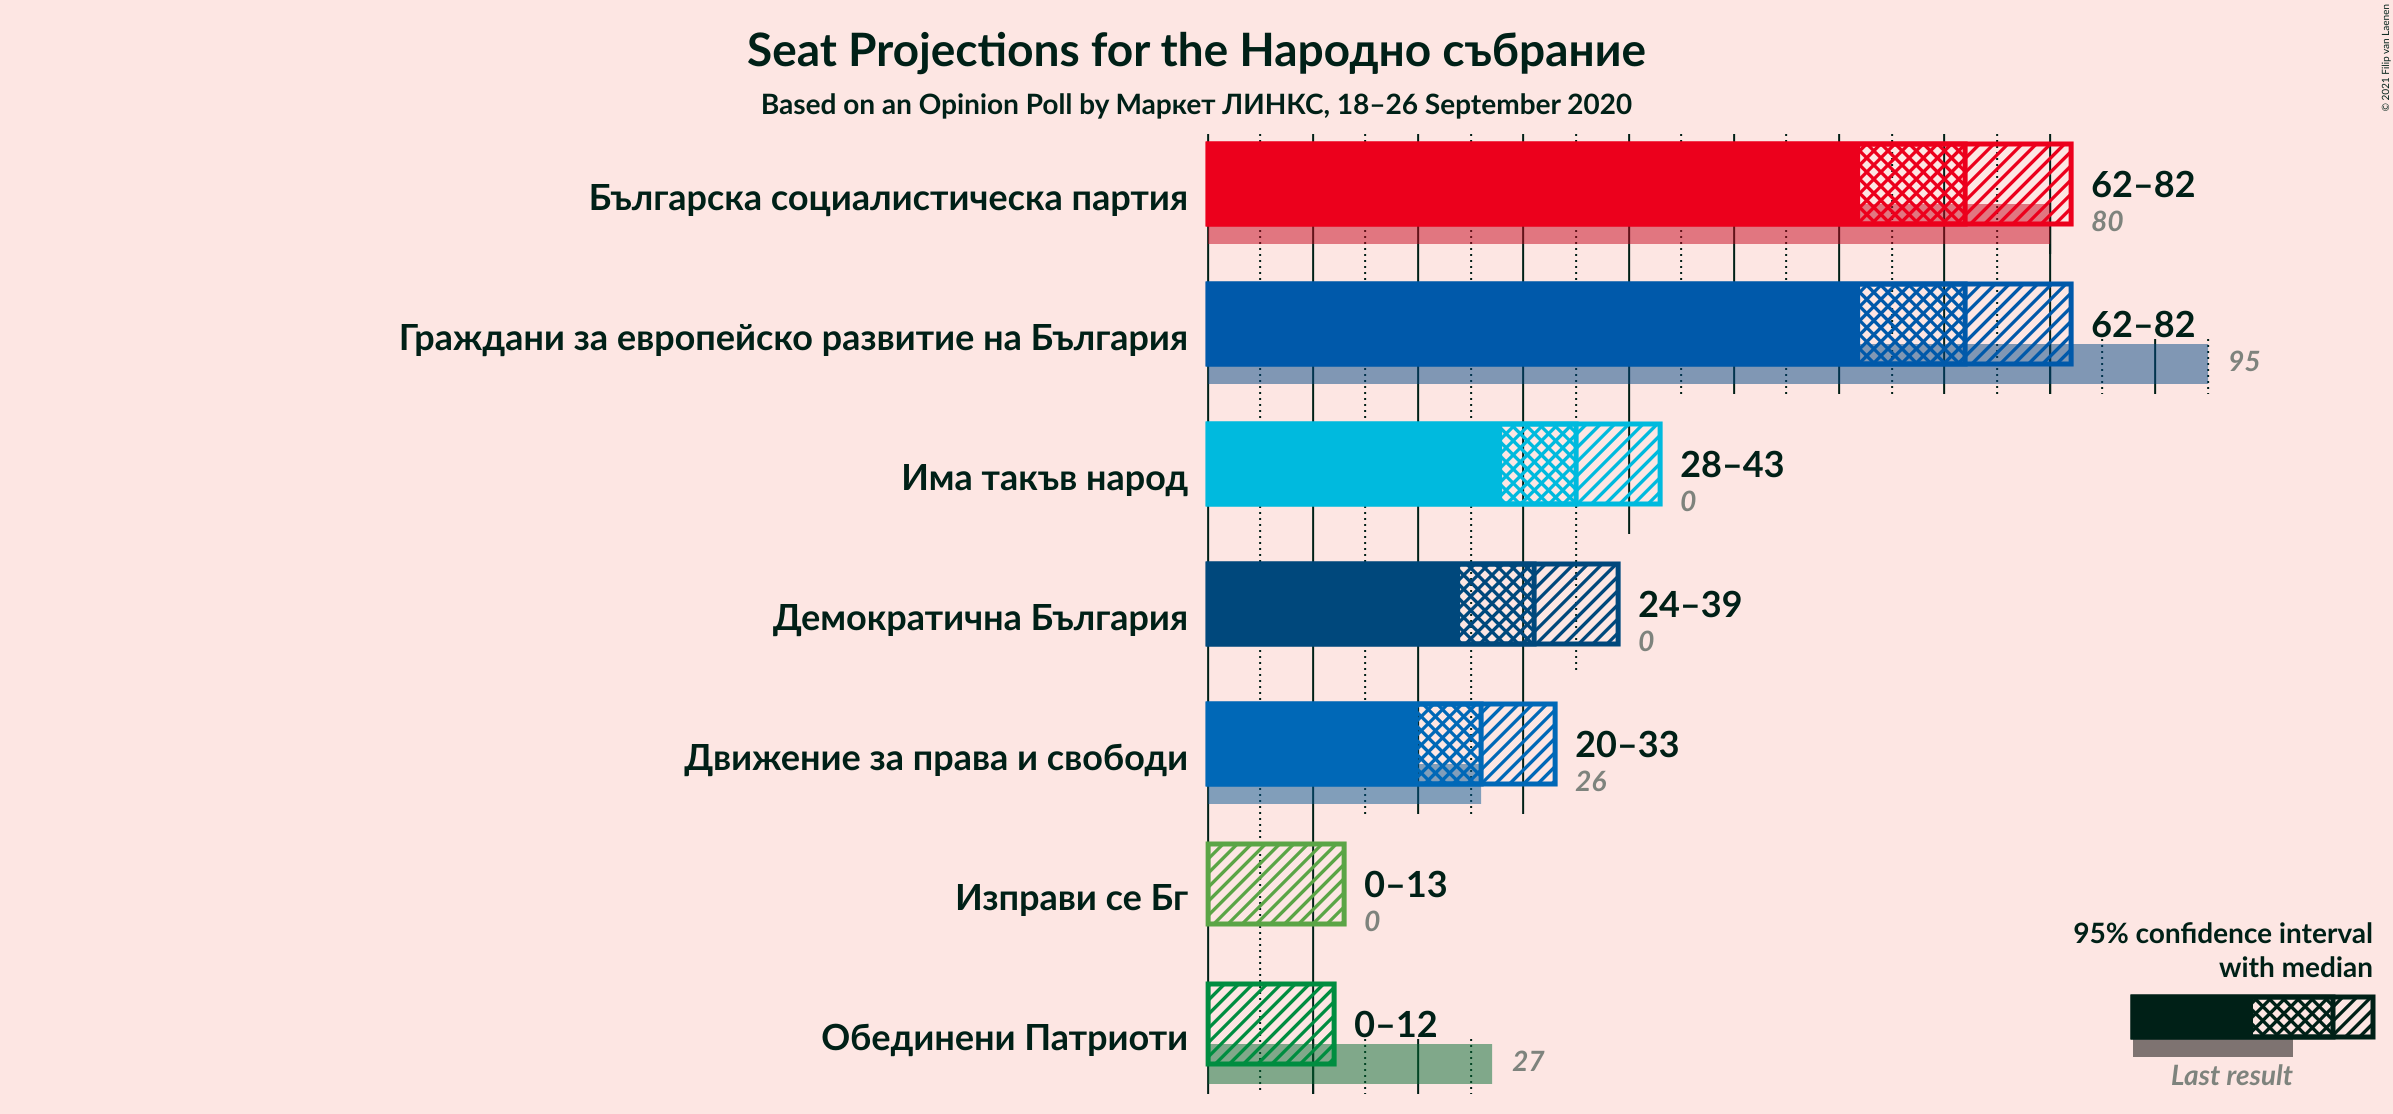 Seat Projections for the Народно събрание
Based on an Opinion Poll by Маркет ЛИНКС, 18–26 September 2020
© 2021 Filip van Laenen
Българска социалистическа партия
62–82
80
Граждани за европейско развитие на България
62–82
95
Има такъв народ
28–43
0
Демократична България
24–39
0
Движение за права и свободи
20–33
26
Изправи се Бг
0–13
0
Обединени Патриоти
0–12
27
95% confidence interval
with median
Last result